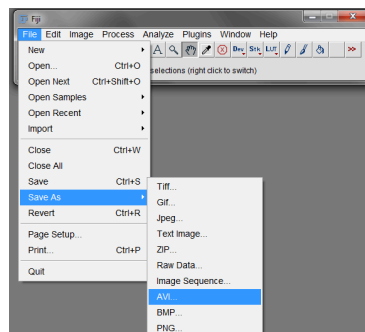 Fiji
File Edit Image Process Analyze Plugins Window Help
A Dev Stk LUT >>
selections (right click to switch)
New
Open... Ctrl+O
Open Next Ctrl+Shift+O
Open Samples
Open Recent
Import
Close Ctrl+W
Close All
Save Ctrl+S
Save As
Revert Ctrl+R
Page Setup...
Print... Ctrl+P
Quit
Tiff...
Gif...
Jpeg...
Text Image...
ZIP...
Raw Data...
Image Sequence...
AVI...
BMP...
PNG...